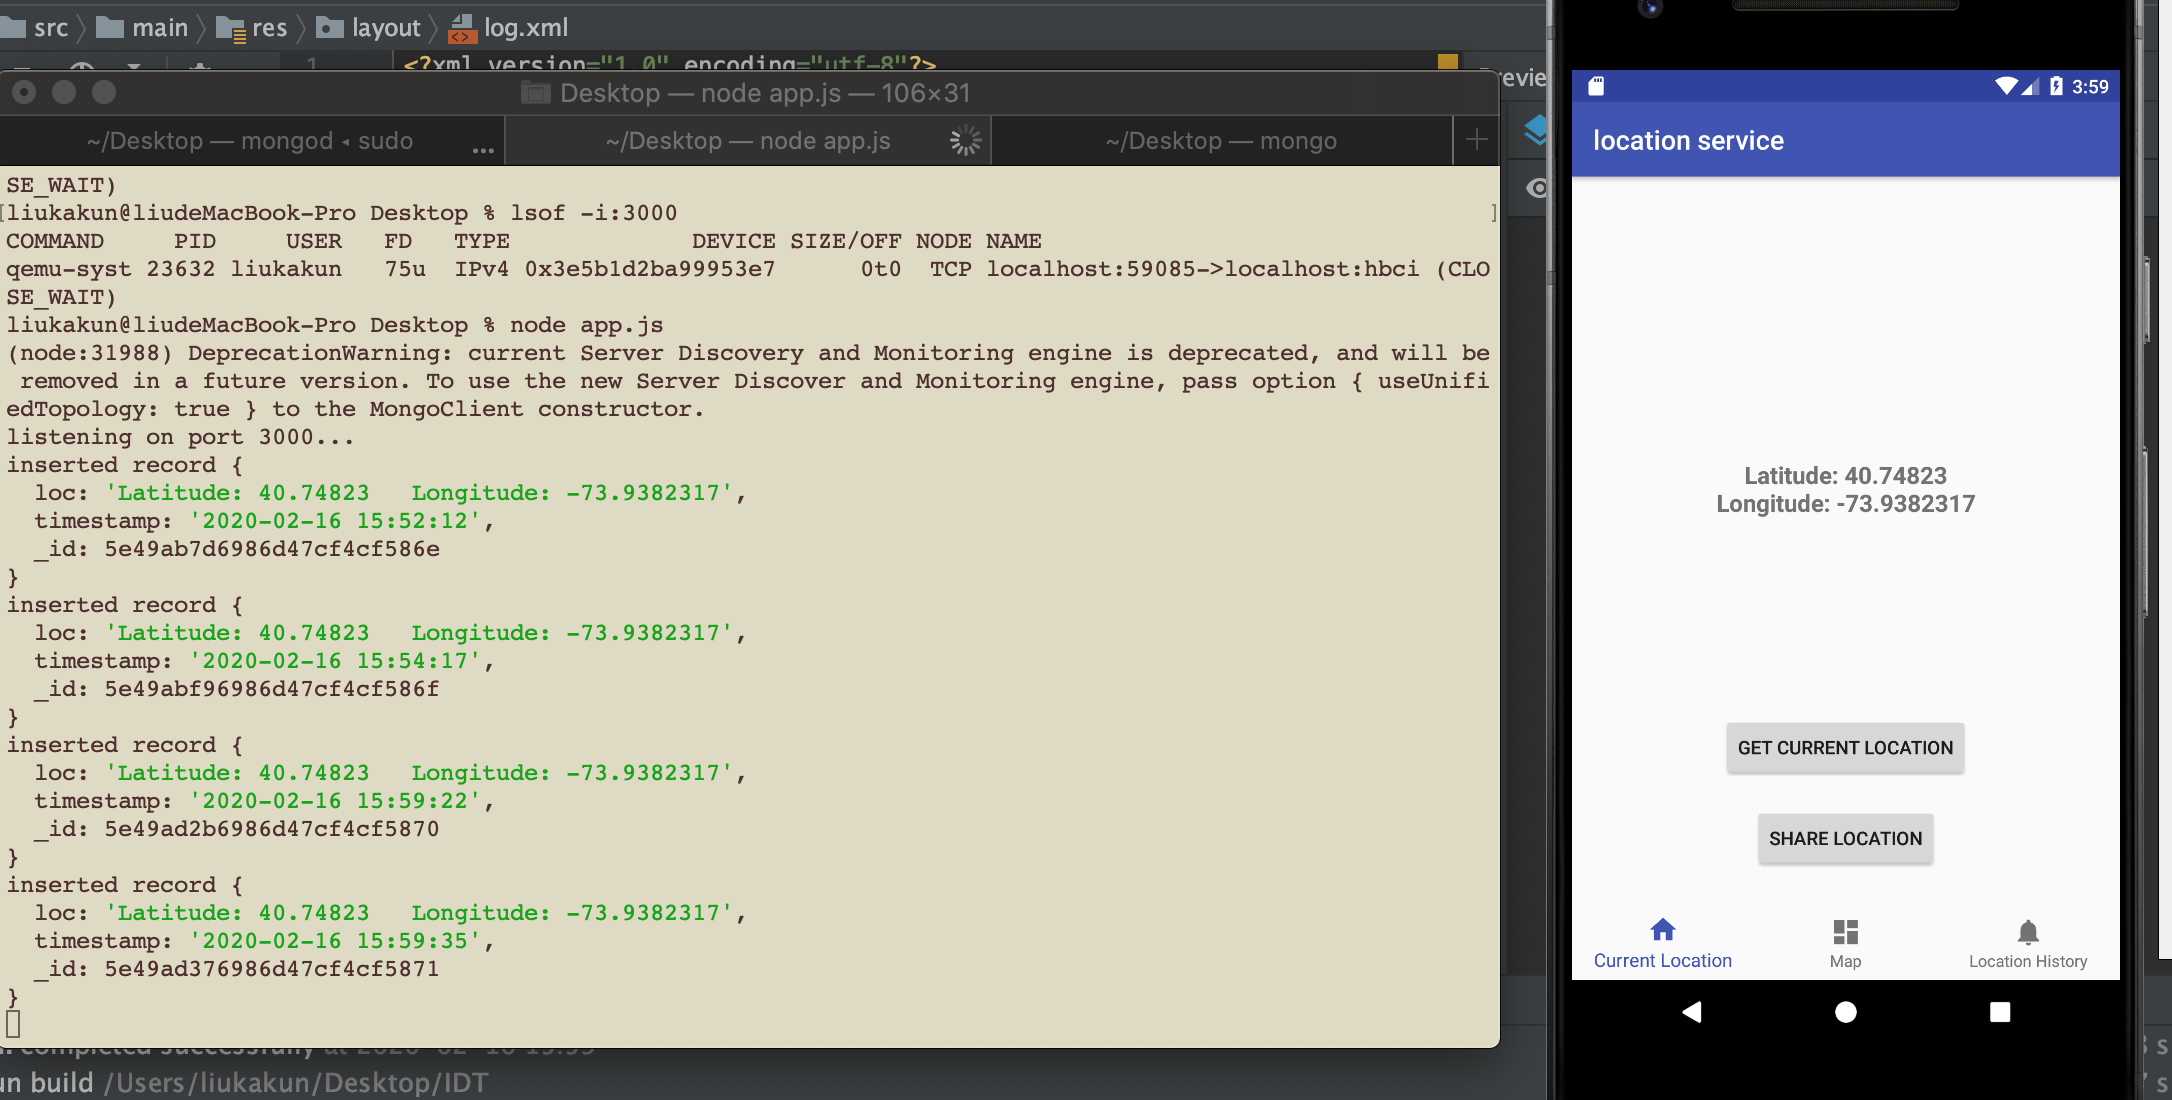 src main res layout log.xml
1 <?xml version="1.0" encoding="utf-8"?>
Desktop — node app.js — 106×31
~/Desktop — mongod ◂ sudo ... ~/Desktop — node app.js ~/Desktop — mongo +
SE_WAIT)
[liukakun@liudeMacBook-Pro Desktop % lsof -i:3000 ]
COMMAND PID USER FD TYPE DEVICE SIZE/OFF NODE NAME
qemu-syst 23632 liukakun 75u IPv4 0x3e5b1d2ba99953e7 0t0 TCP localhost:59085->localhost:hbci (CLO
SE_WAIT)
liukakun@liudeMacBook-Pro Desktop % node app.js
(node:31988) DeprecationWarning: current Server Discovery and Monitoring engine is deprecated, and will be
removed in a future version. To use the new Server Discover and Monitoring engine, pass option { useUnifi
edTopology: true } to the MongoClient constructor.
listening on port 3000...
inserted record {
loc: 'Latitude: 40.74823   Longitude: -73.9382317',
timestamp: '2020-02-16 15:52:12',
_id: 5e49ab7d6986d47cf4cf586e
}
inserted record {
loc: 'Latitude: 40.74823   Longitude: -73.9382317',
timestamp: '2020-02-16 15:54:17',
_id: 5e49abf96986d47cf4cf586f
}
inserted record {
loc: 'Latitude: 40.74823   Longitude: -73.9382317',
timestamp: '2020-02-16 15:59:22',
_id: 5e49ad2b6986d47cf4cf5870
}
inserted record {
loc: 'Latitude: 40.74823   Longitude: -73.9382317',
timestamp: '2020-02-16 15:59:35',
_id: 5e49ad376986d47cf4cf5871
}
completed successfully at 2020-02-16 15:59
un build /Users/liukakun/Desktop/IDT
revie
3:59
location service
Latitude: 40.74823
Longitude: -73.9382317
GET CURRENT LOCATION
SHARE LOCATION
Current Location Map Location History
s
s